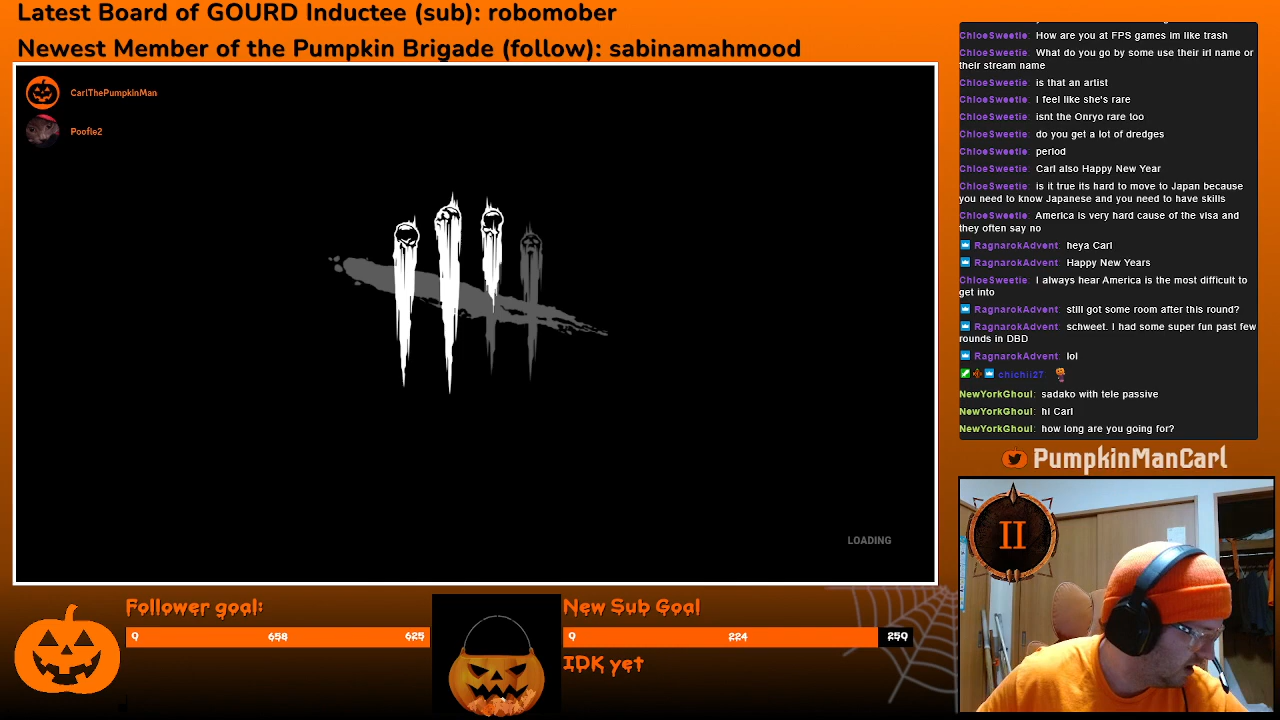 Latest Board of GOURD Inductee (sub): robomober
Newest Member of the Pumpkin Brigade (follow): sabinamahmood
CarlThePumpkinMan
Poofle2
LOADING
ChloeSweetie: How are you at FPS games im like trash
ChloeSweetie: What do you go by some use their irl name or
their stream name
ChloeSweetie: is that an artist
ChloeSweetie: I feel like she's rare
ChloeSweetie: isnt the Onryo rare too
ChloeSweetie: do you get a lot of dredges
ChloeSweetie: period
ChloeSweetie: Carl also Happy New Year
ChloeSweetie: is it true its hard to move to Japan because
you need to know Japanese and you need to have skills
ChloeSweetie: America is very hard cause of the visa and
they often say no
RagnarokAdvent: heya Carl
RagnarokAdvent: Happy New Years
ChloeSweetie: I always hear America is the most difficult to
get into
RagnarokAdvent: still got some room after this round?
RagnarokAdvent: schweet. I had some super fun past few
rounds in DBD
RagnarokAdvent: lol
chichii27:
NewYorkGhoul: sadako with tele passive
NewYorkGhoul: hi Carl
NewYorkGhoul: how long are you going for?
PumpkinManCarl
II
Follower goal:
0 658 625
New Sub Goal
0 224 250
IDK yet